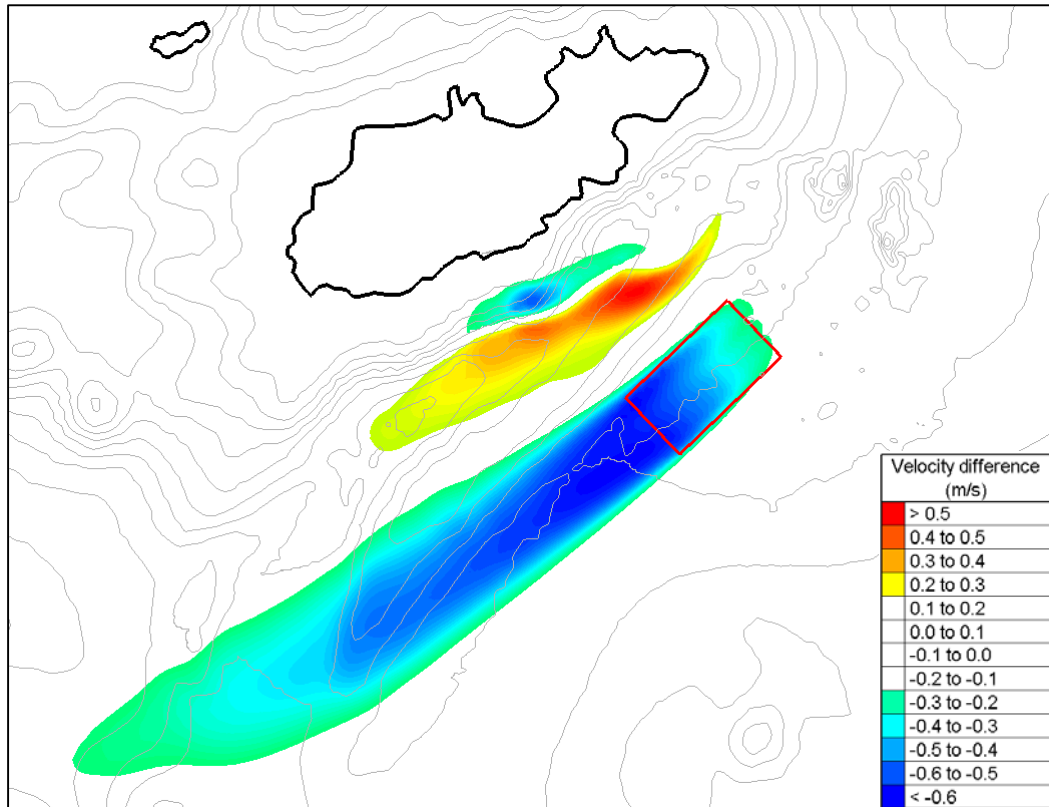 Velocity difference
(m/s)
> 0.5
0.4 to 0.5
0.3 to 0.4
0.2 to 0.3
0.1 to 0.2
0.0 to 0.1
-0.1 to 0.0
-0.2 to -0.1
-0.3 to -0.2
-0.4 to -0.3
-0.5 to -0.4
-0.6 to -0.5
< -0.6